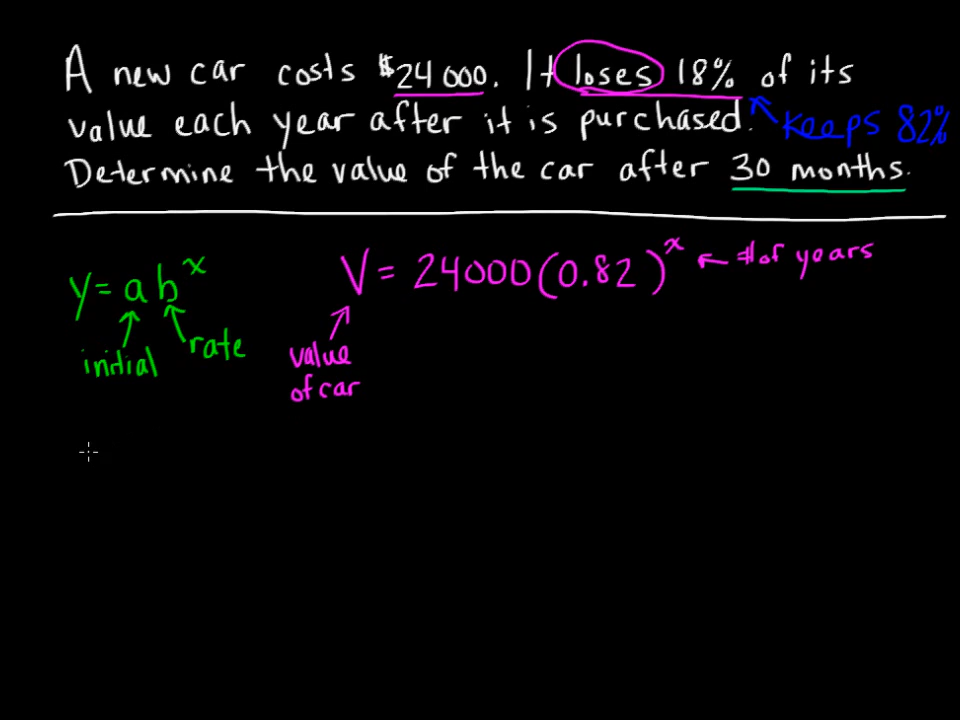 A new car costs $24 000. It loses 18% of its
value each year after it is purchased. Keeps 82%
Determine the value of the car after 30 months.
y = ab^x
initial
rate
V = 24000(0.82)^x ← # of years
value
of car